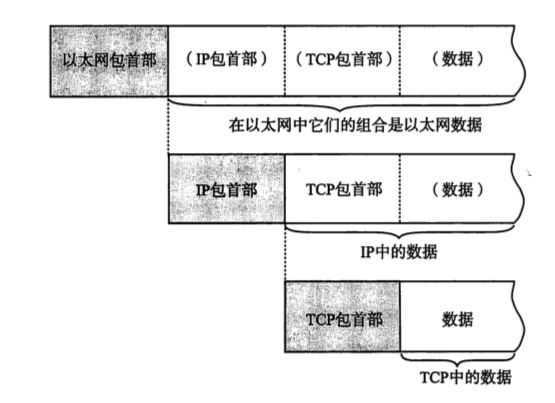 以太网包首部 （IP包首部） （TCP包首部） （数据）
在以太网中它们的组合是以太网数据
IP包首部 TCP包首部 （数据）
IP中的数据
TCP包首部 数据
TCP中的数据